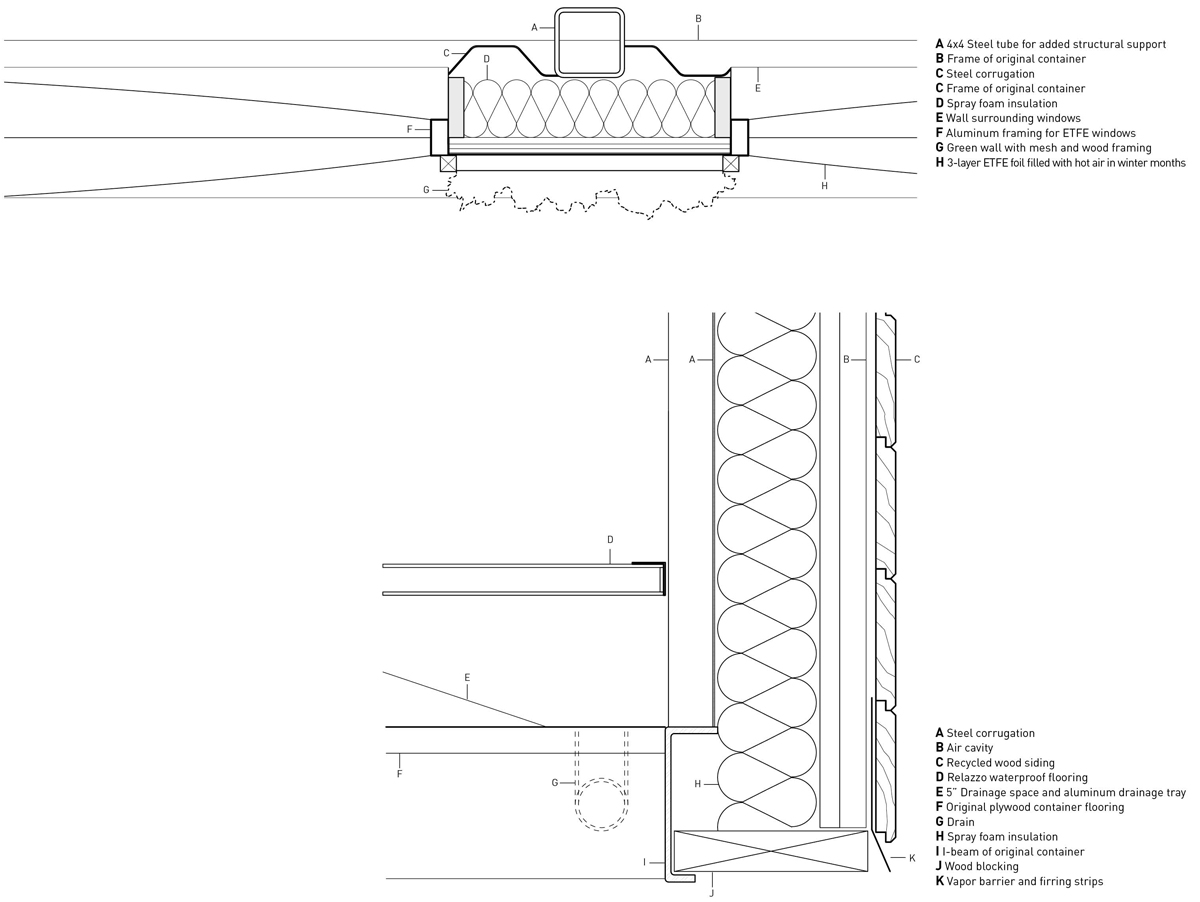 A
B
C
D
E
F
G
H
A 4x4 Steel tube for added structural support
B Frame of original container
C Steel corrugation
C Frame of original container
D Spray foam insulation
E Wall surrounding windows
F Aluminum framing for ETFE windows
G Green wall with mesh and wood framing
H 3-layer ETFE foil filled with hot air in winter months
A A B C
D
E
F
G
H
I
J
K
A Steel corrugation
B Air cavity
C Recycled wood siding
D Relazzo waterproof flooring
E 5" Drainage space and aluminum drainage tray
F Original plywood container flooring
G Drain
H Spray foam insulation
I I-beam of original container
J Wood blocking
K Vapor barrier and firring strips